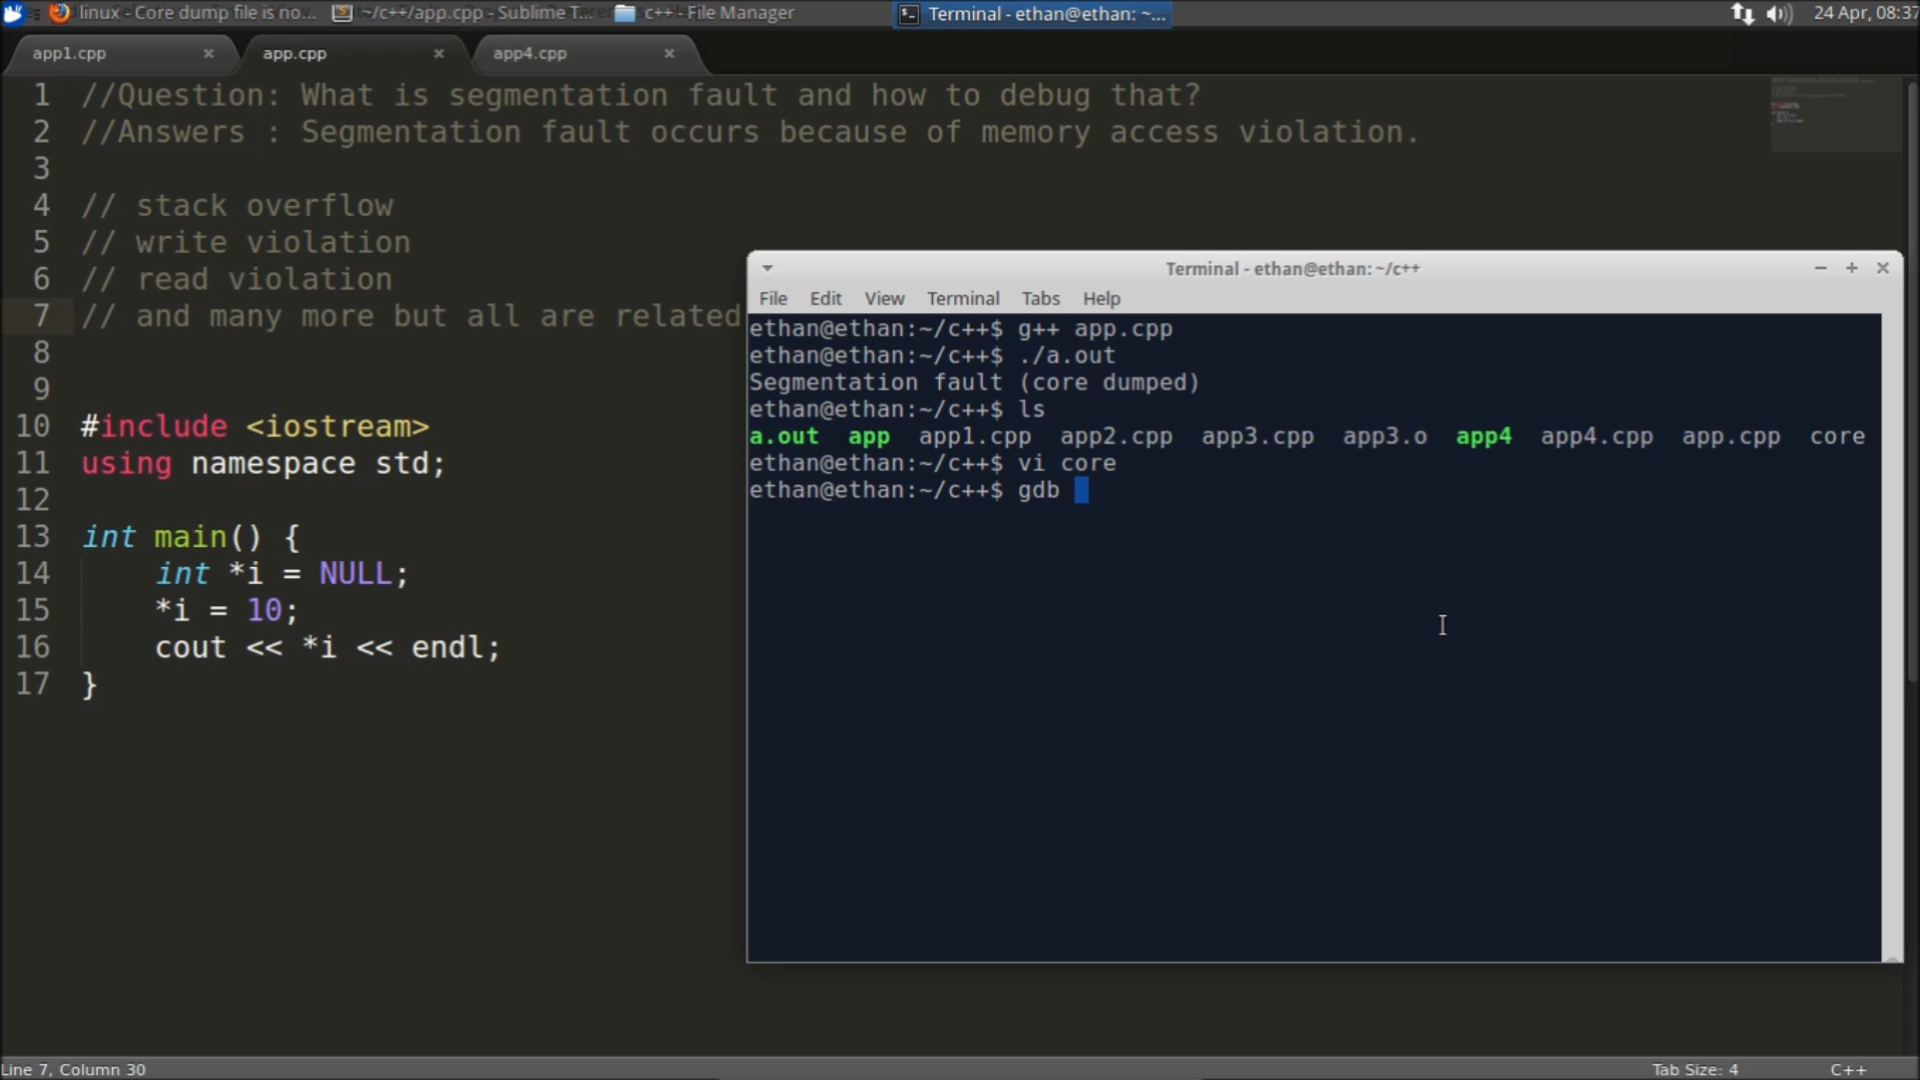 linux - Core dump file is no...
~/c++/app.cpp - Sublime T...
c++ - File Manager
Terminal - ethan@ethan: ~...
24 Apr, 08:37
app1.cpp
app.cpp
app4.cpp
1 //Question: What is segmentation fault and how to debug that?
2 //Answers : Segmentation fault occurs because of memory access violation.
3
4 // stack overflow
5 // write violation
6 // read violation
7 // and many more but all are related
8
9
10 #include <iostream>
11 using namespace std;
12
13 int main() {
14 int *i = NULL;
15 *i = 10;
16 cout << *i << endl;
17 }
Terminal - ethan@ethan: ~/c++
File Edit View Terminal Tabs Help
ethan@ethan:~/c++$ g++ app.cpp
ethan@ethan:~/c++$ ./a.out
Segmentation fault (core dumped)
ethan@ethan:~/c++$ ls
a.out app app1.cpp app2.cpp app3.cpp app3.o app4 app4.cpp app.cpp core
ethan@ethan:~/c++$ vi core
ethan@ethan:~/c++$ gdb
Line 7, Column 30
Tab Size: 4
C++